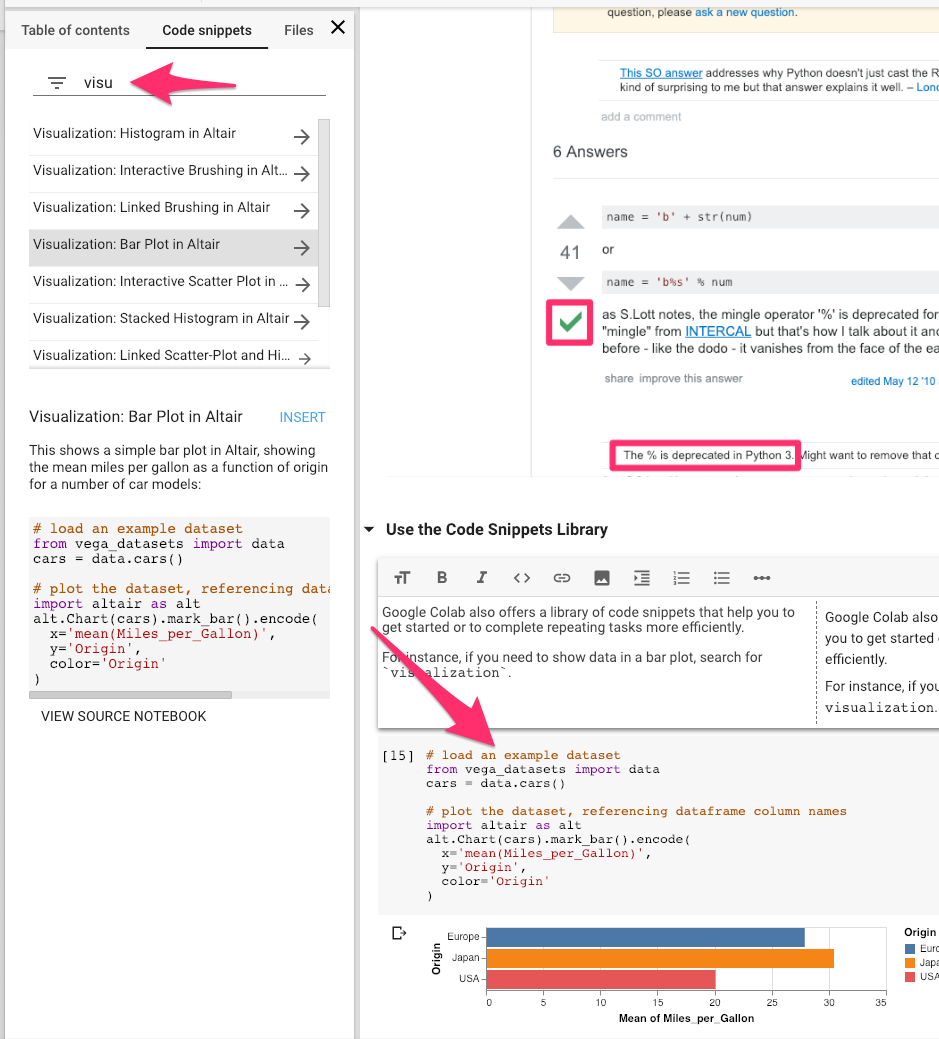 Table of contents
Code snippets
Files
visu
Visualization: Histogram in Altair
Visualization: Interactive Brushing in Alt...
Visualization: Linked Brushing in Altair
Visualization: Bar Plot in Altair
Visualization: Interactive Scatter Plot in ...
Visualization: Stacked Histogram in Altair
Visualization: Linked Scatter-Plot and Hi...
Visualization: Bar Plot in Altair
INSERT
This shows a simple bar plot in Altair, showing
the mean miles per gallon as a function of origin
for a number of car models:
# load an example dataset
from vega_datasets import data
cars = data.cars()
# plot the dataset, referencing data
import altair as alt
alt.Chart(cars).mark_bar().encode(
x='mean(Miles_per_Gallon)',
y='Origin',
color='Origin'
)
VIEW SOURCE NOTEBOOK
question, please ask a new question.
This SO answer addresses why Python doesn't just cast the R
kind of surprising to me but that answer explains it well. – Lond
add a comment
6 Answers
name = 'b' + str(num)
41
or
name = 'b%s' % num
as S.Lott notes, the mingle operator '%' is deprecated for
"mingle" from INTERCAL but that's how I talk about it and
before - like the dodo - it vanishes from the face of the ea
share improve this answer
edited May 12 '10
The % is deprecated in Python 3. Might want to remove that
Use the Code Snippets Library
Google Colab also offers a library of code snippets that help you to
get started or to complete repeating tasks more efficiently.
For instance, if you need to show data in a bar plot, search for
`visualization`.
Google Colab also
you to get started
efficiently.
For instance, if you
visualization.
[15]
# load an example dataset
from vega_datasets import data
cars = data.cars()
# plot the dataset, referencing dataframe column names
import altair as alt
alt.Chart(cars).mark_bar().encode(
x='mean(Miles_per_Gallon)',
y='Origin',
color='Origin'
)
Origin
Europe
Japan
USA
0 5 10 15 20 25 30 35
Mean of Miles_per_Gallon
Origin
Euro
Japa
USA